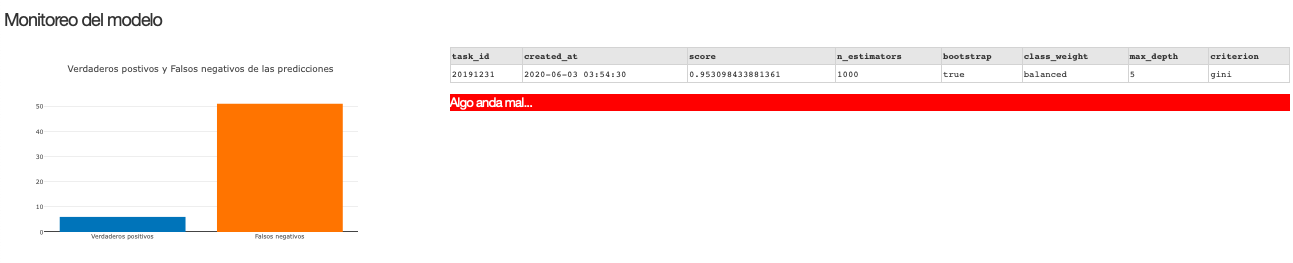 Monitoreo del modelo
Verdaderos postivos y Falsos negativos de las predicciones
50
40
30
20
10
0
Verdaderos positivos Falsos negativos
task_id created_at score n_estimators bootstrap class_weight max_depth criterion
20191231 2020-06-03 03:54:30 0.953098433881361 1000 true balanced 5 gini
Algo anda mal...